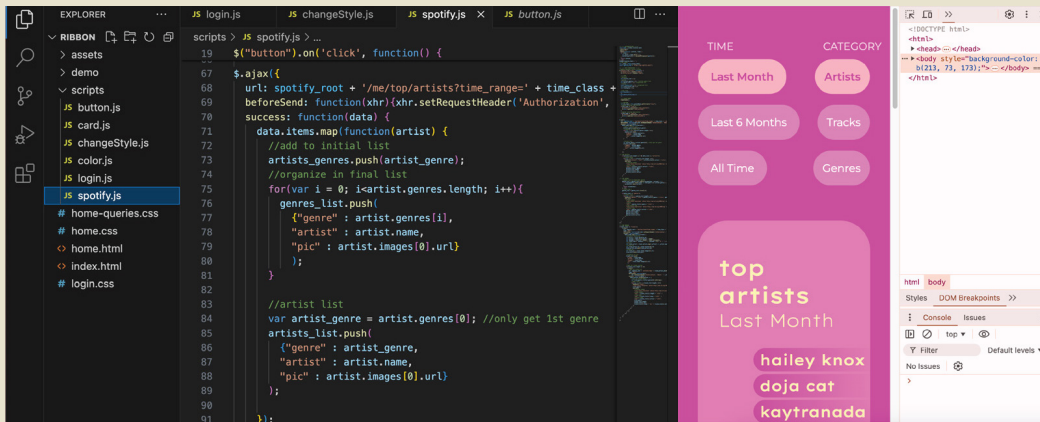 EXPLORER ...
RIBBON
assets
demo
scripts
JS button.js
JS card.js
JS changeStyle.js
JS color.js
JS login.js
JS spotify.js
# home-queries.css
# home.css
<> home.html
<> index.html
# login.css
JS login.js JS changeStyle.js JS spotify.js × JS button.js ...
scripts > JS spotify.js > ...
19 $("button").on('click', function() {
67 $.ajax({
68 url: spotify_root + '/me/top/artists?time_range=' + time_class +
69 beforeSend: function(xhr){xhr.setRequestHeader('Authorization',
70 success: function(data) {
71 data.items.map(function(artist) {
72 //add to initial list
73 artists_genres.push(artist_genre);
74 //organize in final list
75 for(var i = 0; i<artist.genres.length; i++){
76 genres_list.push(
77 {"genre" : artist.genres[i],
78 "artist" : artist.name,
79 "pic" : artist.images[0].url}
80 );
81 }
82
83 //artist list
84 var artist_genre = artist.genres[0]; //only get 1st genre
85 artists_list.push(
86 {"genre" : artist_genre,
87 "artist" : artist.name,
88 "pic" : artist.images[0].url}
89 );
90
91 });
TIME CATEGORY
Last Month Artists
Last 6 Months Tracks
All Time Genres
top
artists
Last Month
hailey knox
doja cat
kaytranada
<!DOCTYPE html>
<html>
<head> ... </head>
<body style="background-color:
b(213, 73, 173);"> ... </body> ==
</html>
html body
Styles DOM Breakpoints
Console Issues
top
Filter Default levels
No Issues